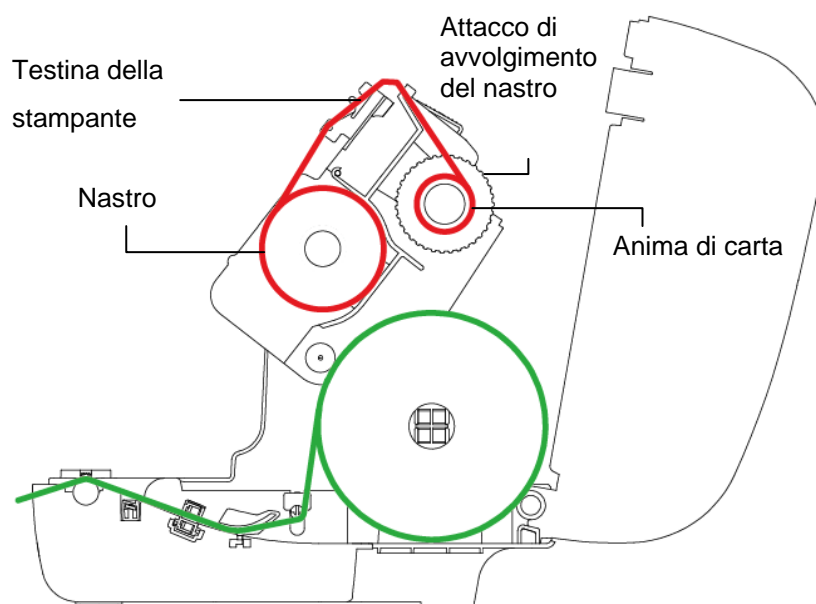 Testina della
stampante
Attacco di
avvolgimento
del nastro
Nastro
Anima di carta